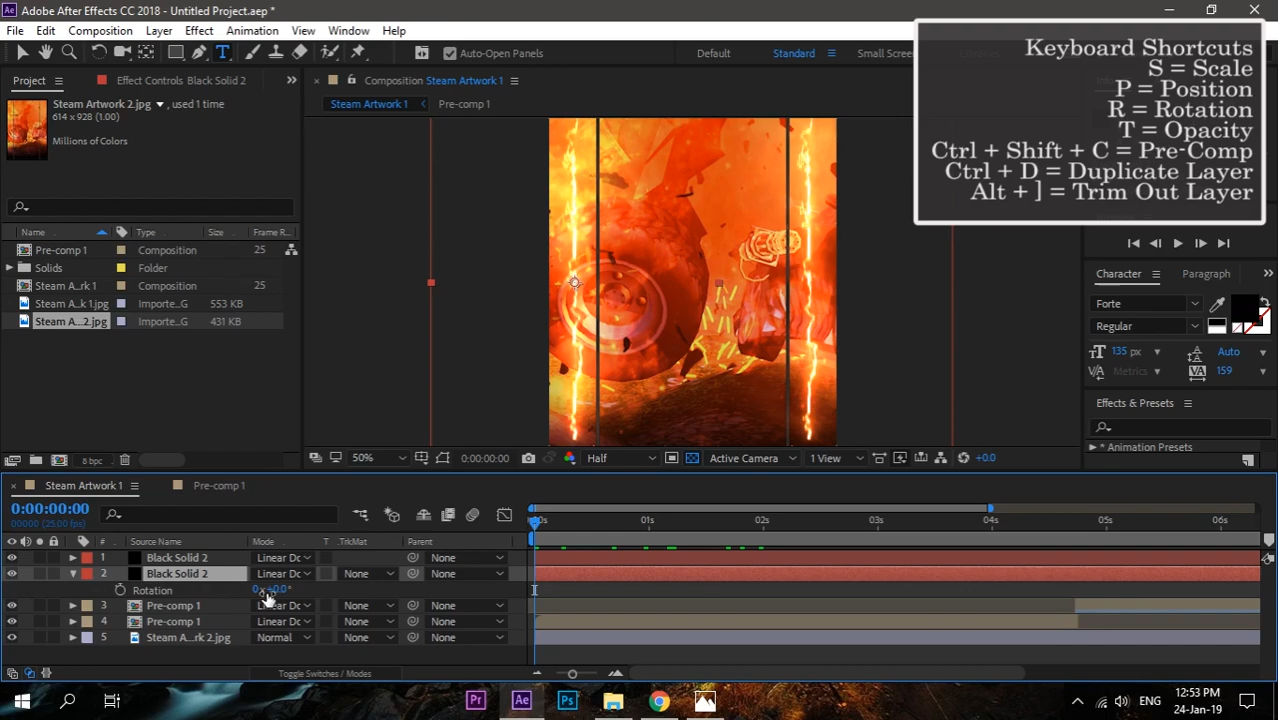 Adobe After Effects CC 2018 - Untitled Project.aep *
File Edit Composition Layer Effect Animation View Window Help
Auto-Open Panels
Default
Standard
Small Screen
Keyboard Shortcuts
S = Scale
P = Position
R = Rotation
T = Opacity
Ctrl + Shift + C = Pre-Comp
Ctrl + D = Duplicate Layer
Alt + ] = Trim Out Layer
Project
Effect Controls Black Solid 2
Steam Artwork 2.jpg , used 1 time
614 x 928 (1.00)
Millions of Colors
Composition Steam Artwork 1
Steam Artwork 1
Pre-comp 1
Name Type Size Frame R...
Pre-comp 1 Composition 25
Solids Folder
Steam A...rk 1 Composition 25
Steam A...k 1.jpg Importe...G 553 KB
Steam A...2.jpg Importe...G 431 KB
8 bpc
50%
0:00:00:00
Half
Active Camera
1 View
+0.0
Character
Paragraph
Forte
Regular
135 px
Auto
Metrics
159
Effects & Presets
* Animation Presets
Steam Artwork 1
Pre-comp 1
0:00:00:00
00000 (25.00 fps)
:00s 01s 02s 03s 04s 05s 06s
# Source Name Mode T .TrkMat Parent
1 Black Solid 2 Linear Dc None
2 Black Solid 2 Linear Dc None None
Rotation
3 Pre-comp 1 Linear Dc None None
4 Pre-comp 1 Linear Dc None None
5 Steam A...rk 2.jpg Normal None None
Toggle Switches / Modes
Pr Ae Ps
ENG
12:53 PM
24-Jan-19